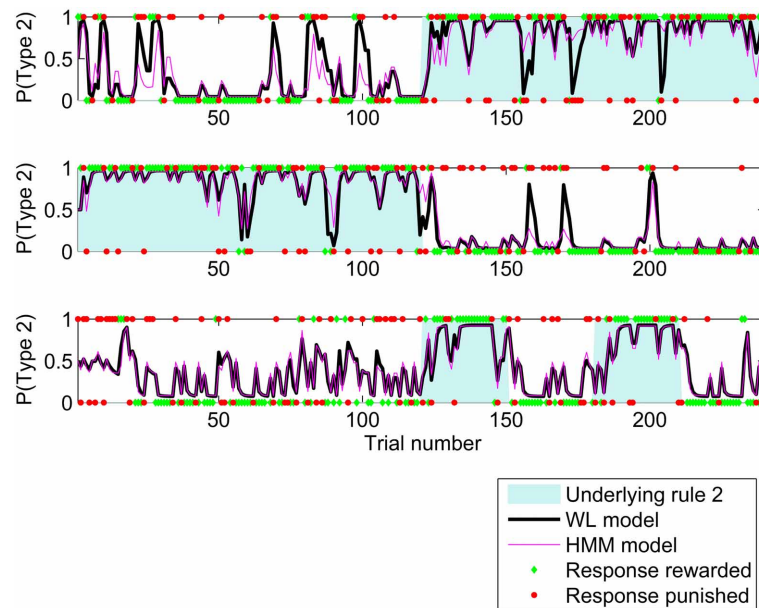 P(Type 2)
1
0.5
0
50 100 150 200
P(Type 2)
1
0.5
0
50 100 150 200
P(Type 2)
1
0.5
0
50 100 150 200
Trial number
Underlying rule 2
WL model
HMM model
Response rewarded
Response punished